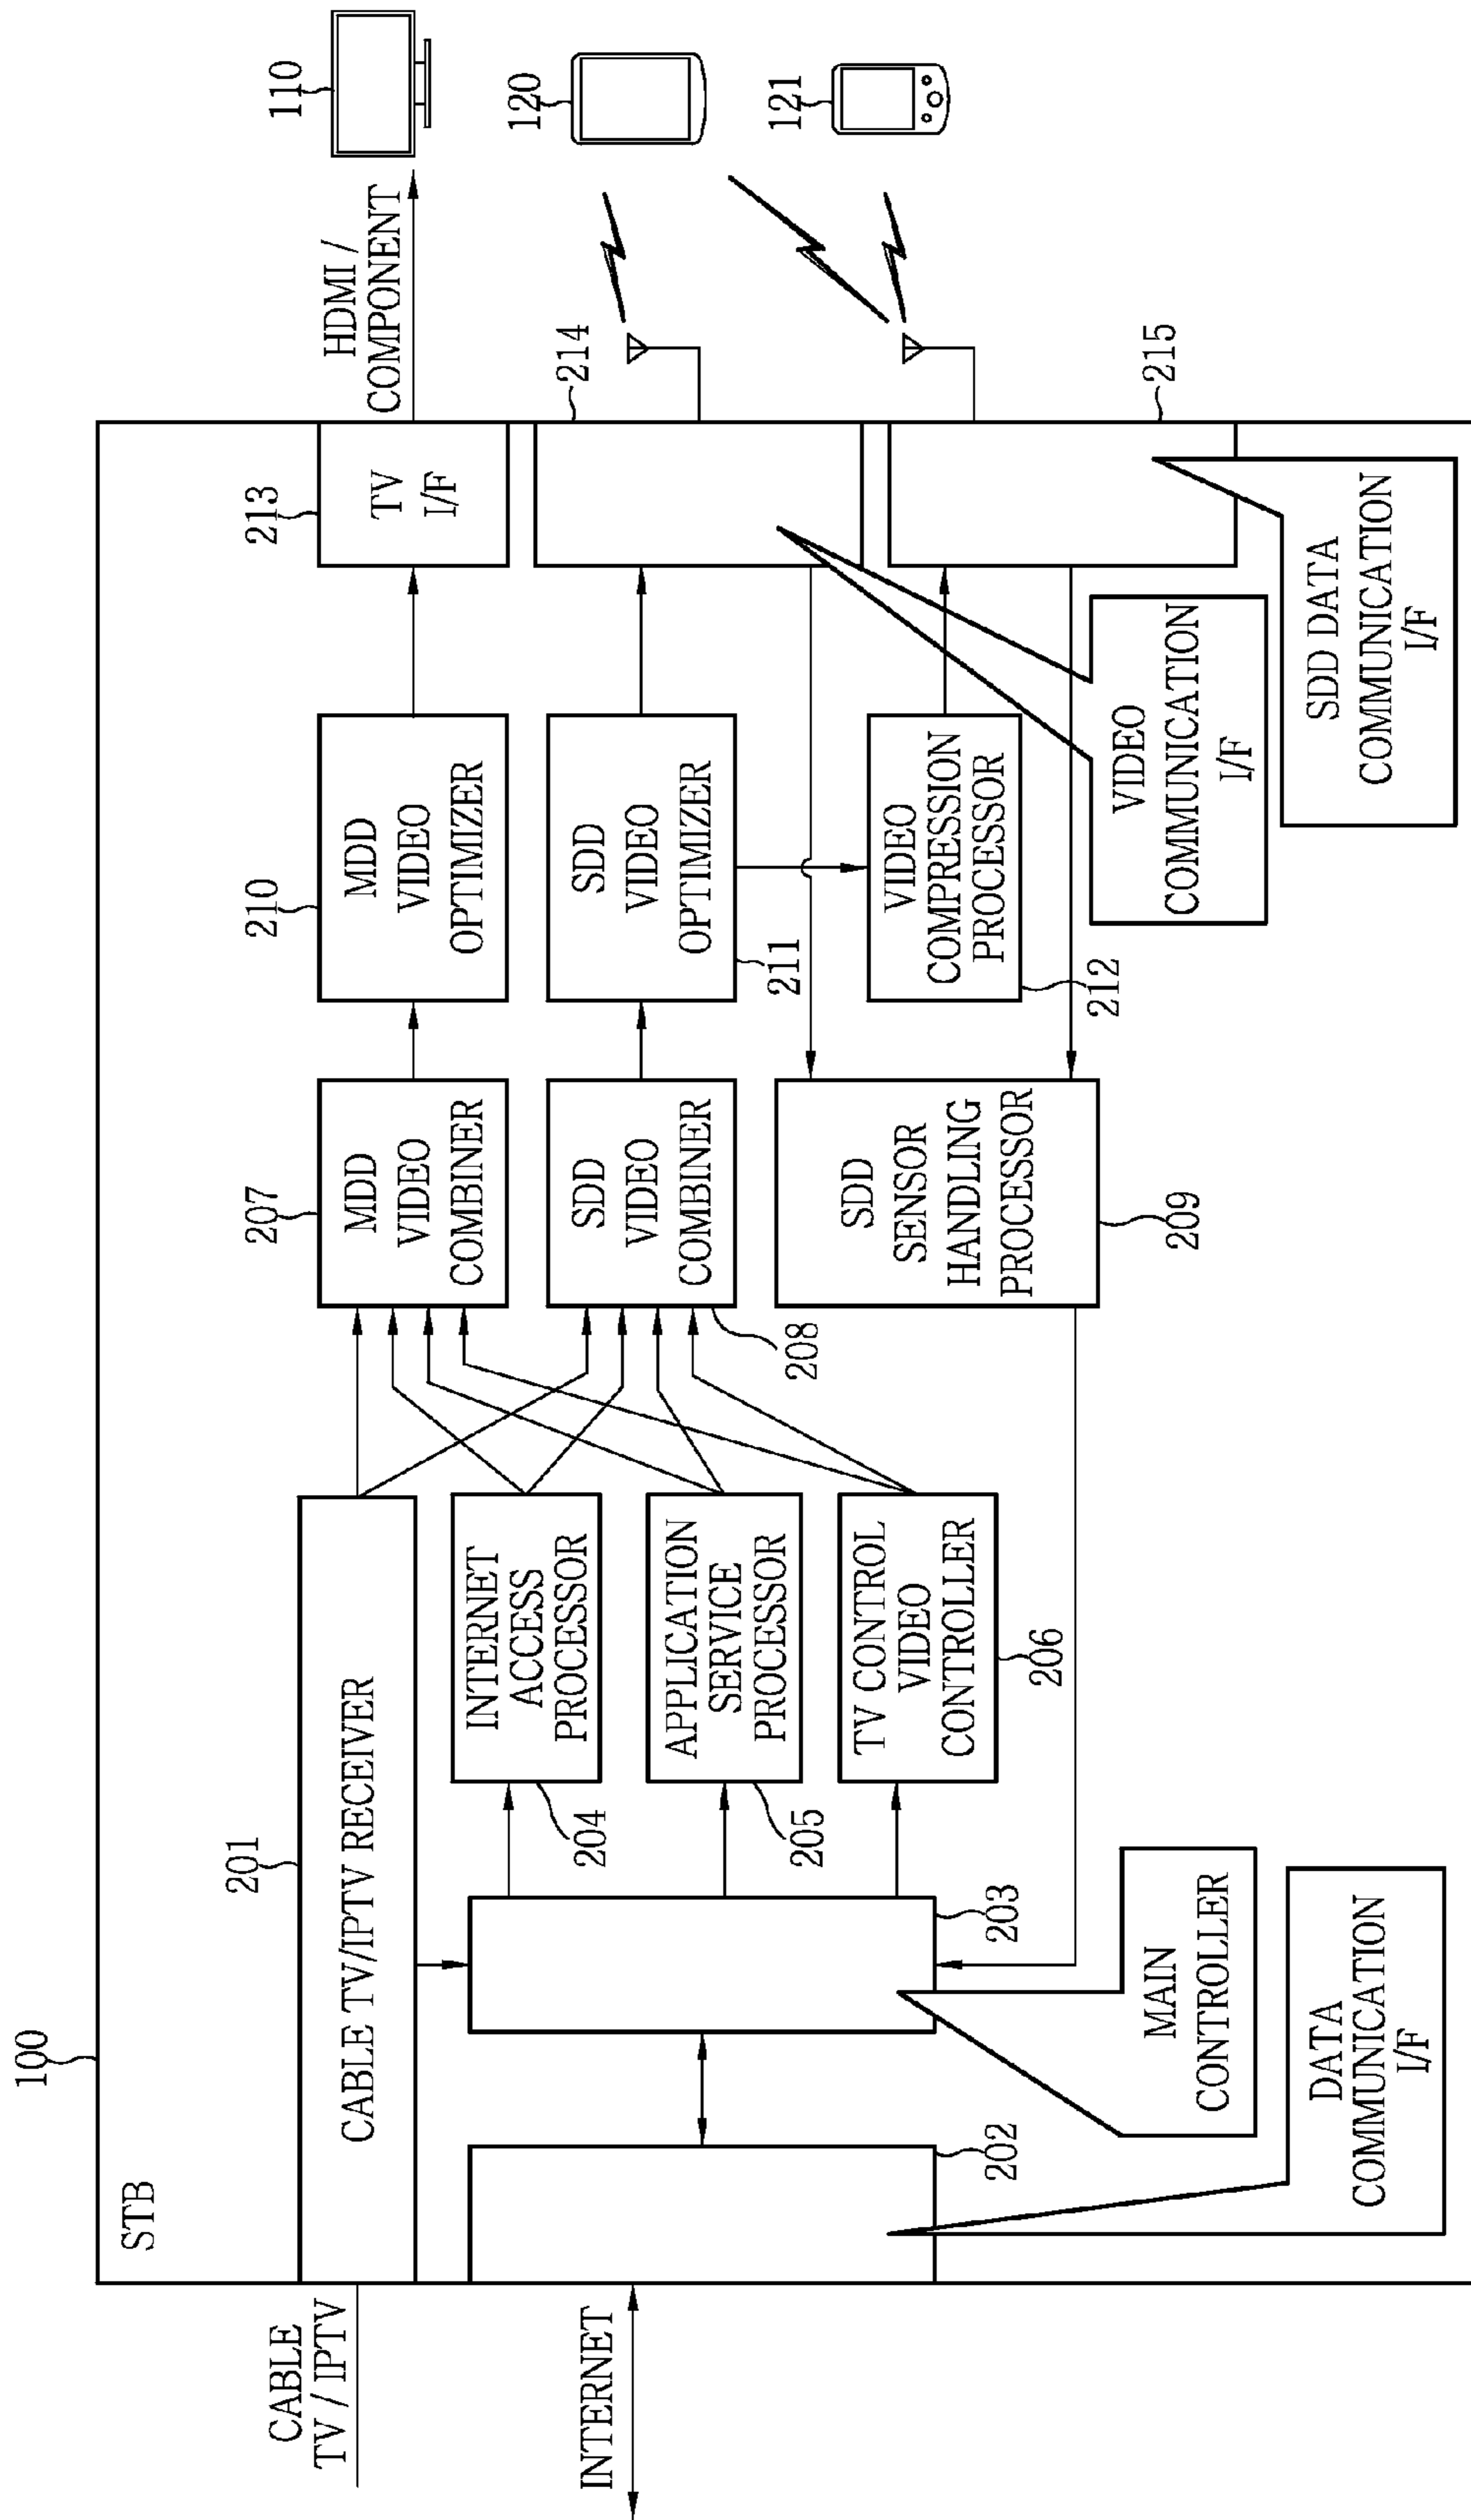 100
STB
CABLE
TV / IPTV
INTERNET
201
CABLE TV/IPTV RECEIVER
202
DATA
COMMUNICATION
I/F
203
MAIN
CONTROLLER
INTERNET
ACCESS
PROCESSOR
204
APPLICATION
SERVICE
PROCESSOR
205
TV CONTROL
VIDEO
CONTROLLER
206
207
MDD
VIDEO
COMBINER
SDD
VIDEO
COMBINER
208
SDD
SENSOR
HANDLING
PROCESSOR
209
210
MDD
VIDEO
OPTIMIZER
SDD
VIDEO
OPTIMIZER
211
VIDEO
COMPRESSION
PROCESSOR
212
213
TV
I/F
214
VIDEO
COMMUNICATION
I/F
215
SDD DATA
COMMUNICATION
I/F
HDMI /
COMPONENT
110
120
121